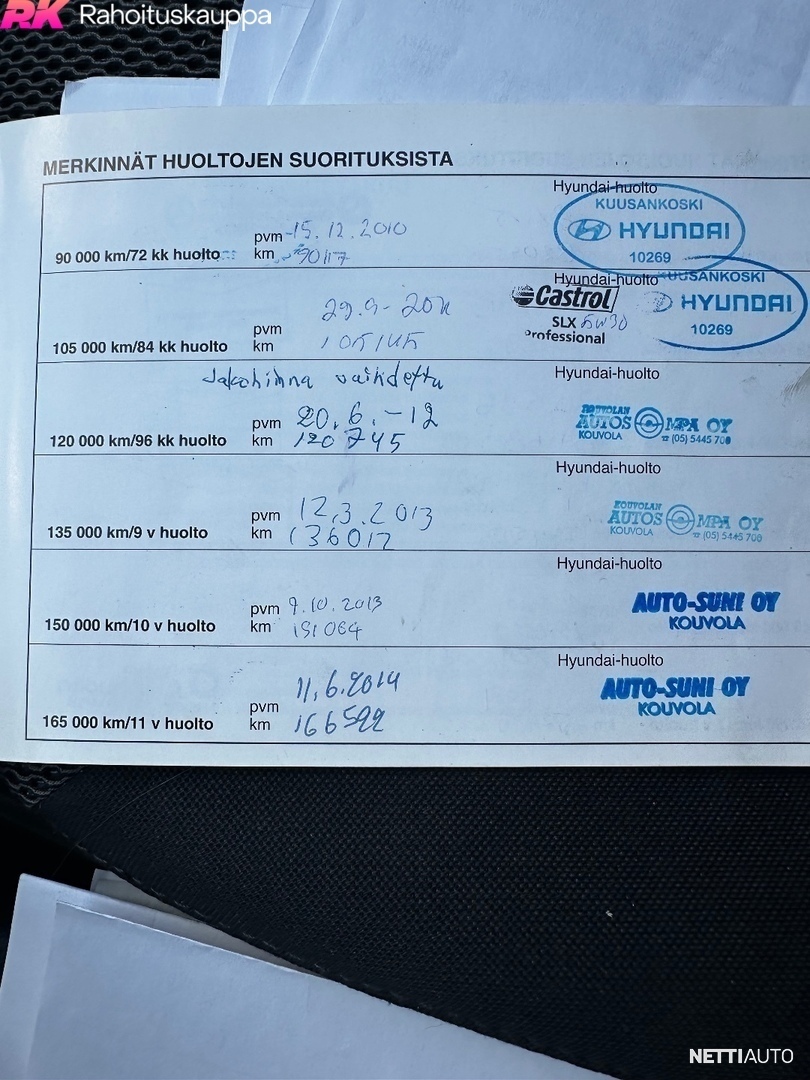 RK Rahoituskauppa
MERKINNÄT HUOLTOJEN SUORITUKSISTA
Hyundai-huolto
KUUSANKOSKI
HYUNDAI
10269
pvm 15.12.2010
90 000 km/72 kk huolto km 90117
Hyundai-huolto
KUUSANKOSKI
Castrol
HYUNDAI
SLX 5W30
10269
Professional
pvm 29.9-2011
105 000 km/84 kk huolto km 105145
Jakohihna vaihdettu
Hyundai-huolto
pvm 20.6.-12
KOUVOLAN
AUTOSOMPA OY
KOUVOLA ☎ (05) 5445 700
120 000 km/96 kk huolto km 120745
Hyundai-huolto
pvm 12.3.2013
KOUVOLAN
AUTOSOMPA OY
KOUVOLA ☎ (05) 5445 700
135 000 km/9 v huolto km 136012
Hyundai-huolto
pvm 9.10.2013
AUTO-SUNI OY
KOUVOLA
150 000 km/10 v huolto km 151064
Hyundai-huolto
pvm 11.6.2014
AUTO-SUNI OY
KOUVOLA
165 000 km/11 v huolto km 166592
NETTIAUTO